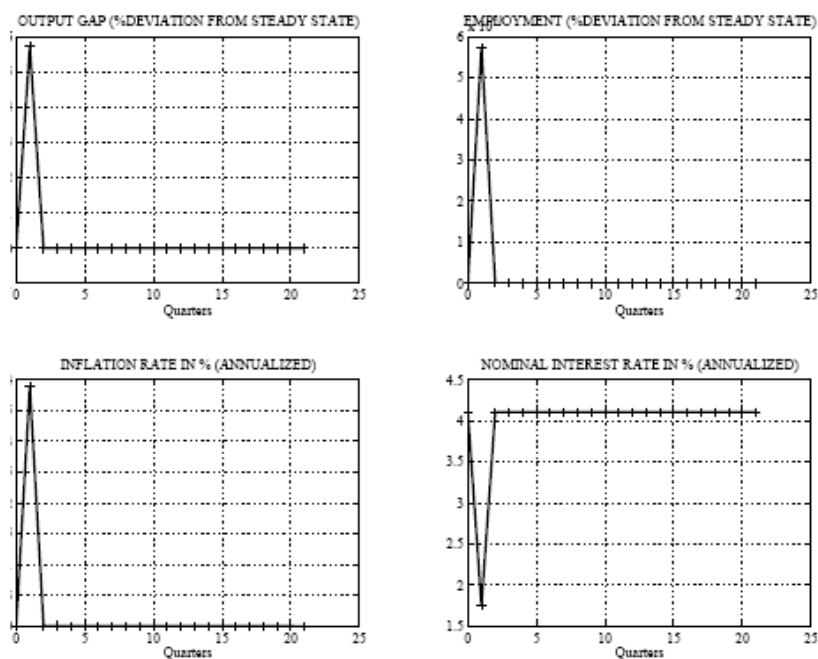 OUTPUT GAP (%DEVIATION FROM STEADY STATE)
0 5 10 15 20 25
Quarters
EMPLOYMENT (%DEVIATION FROM STEADY STATE)
x 10
6
5
4
3
2
1
0
0 5 10 15 20 25
Quarters
INFLATION RATE IN % (ANNUALIZED)
0 5 10 15 20 25
Quarters
NOMINAL INTEREST RATE IN % (ANNUALIZED)
4.5
4
3.5
3
2.5
2
1.5
0 5 10 15 20 25
Quarters